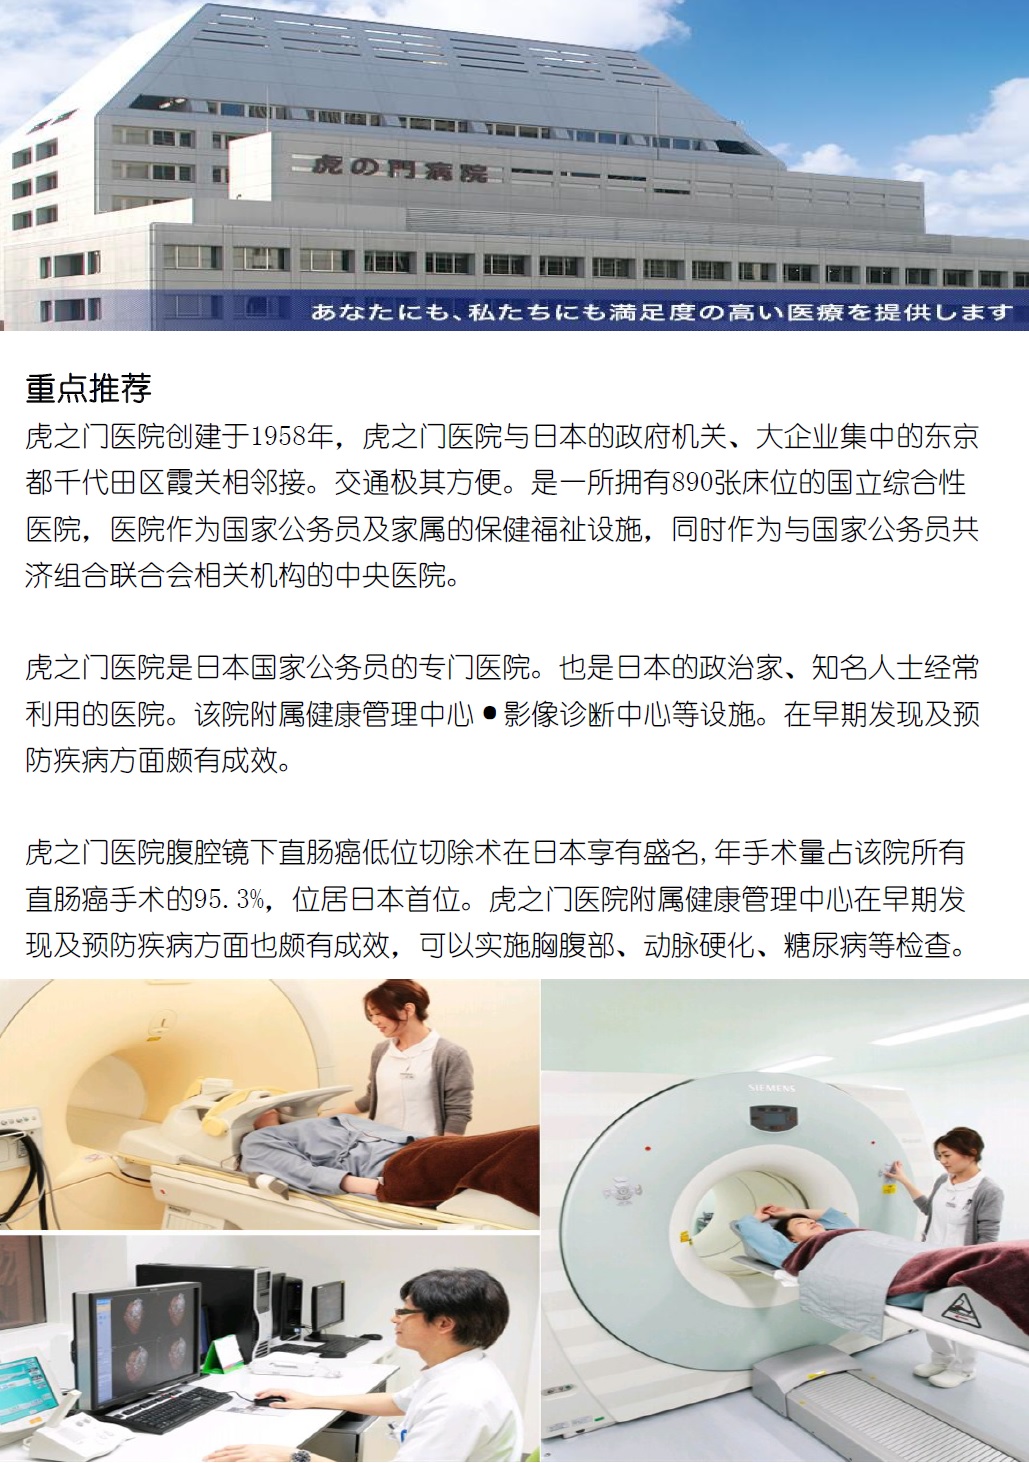 虎の門病院
あなたにも、私たちにも満足度の高い医療を提供します
重点推荐
虎之门医院创建于1958年，虎之门医院与日本的政府机关、大企业集中的东京
都千代田区霞关相邻接。交通极其方便。是一所拥有890张床位的国立综合性
医院，医院作为国家公务员及家属的保健福祉设施，同时作为与国家公务员共
济组合联合会相关机构的中央医院。
虎之门医院是日本国家公务员的专门医院。也是日本的政治家、知名人士经常
利用的医院。该院附属健康管理中心●影像诊断中心等设施。在早期发现及预
防疾病方面颇有成效。
虎之门医院腹腔镜下直肠癌低位切除术在日本享有盛名,年手术量占该院所有
直肠癌手术的95.3%，位居日本首位。虎之门医院附属健康管理中心在早期发
现及预防疾病方面也颇有成效，可以实施胸腹部、动脉硬化、糖尿病等检查。
SIEMENS